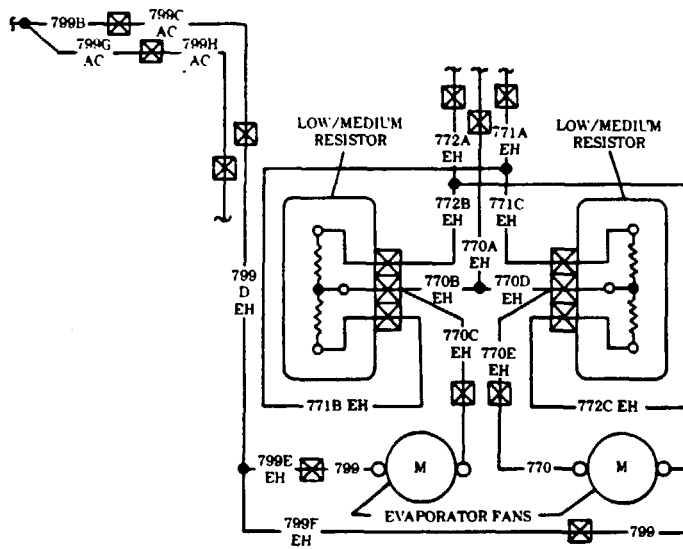 799B
799C
AC
799G
AC
799H
AC
LOW/MEDIUM
RESISTOR
772A
EH
771A
EH
LOW/MEDIUM
RESISTOR
772B
EH
771C
EH
770A
EH
799
D
EH
770B
EH
770D
EH
770C
EH
770E
EH
771B EH
772C EH
799E
EH
799
M
770
M
EVAPORATOR FANS
799F
EH
799